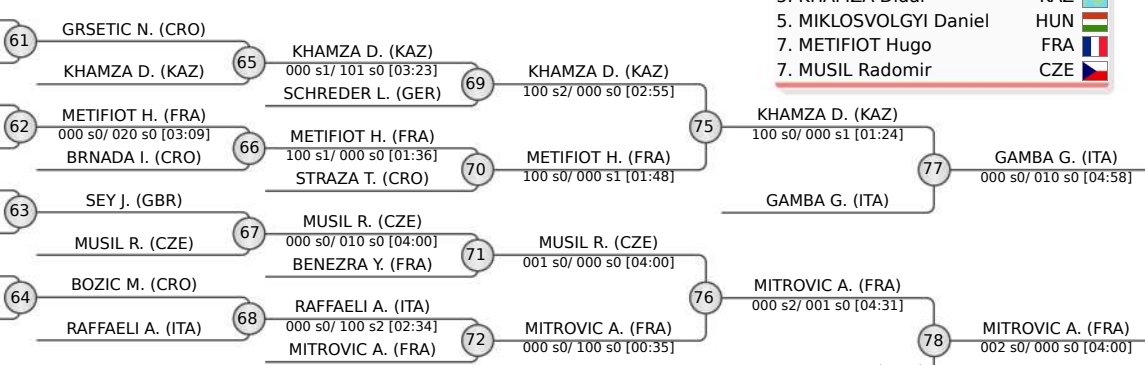 3. KHAMZA Didar KAZ
5. MIKLOSVOLGYI Daniel HUN
7. METIFIOT Hugo FRA
7. MUSIL Radomir CZE
61
GRSETIC N. (CRO)
KHAMZA D. (KAZ)
62
METIFIOT H. (FRA)
000 s0/ 020 s0 [03:09]
BRNADA I. (CRO)
63
SEY J. (GBR)
MUSIL R. (CZE)
64
BOZIC M. (CRO)
RAFFAELI A. (ITA)
65
KHAMZA D. (KAZ)
000 s1/ 101 s0 [03:23]
SCHREDER L. (GER)
66
METIFIOT H. (FRA)
100 s1/ 000 s0 [01:36]
STRAZA T. (CRO)
67
MUSIL R. (CZE)
000 s0/ 010 s0 [04:00]
BENEZRA Y. (FRA)
68
RAFFAELI A. (ITA)
000 s0/ 100 s2 [02:34]
MITROVIC A. (FRA)
69
KHAMZA D. (KAZ)
100 s2/ 000 s0 [02:55]
70
METIFIOT H. (FRA)
100 s0/ 000 s1 [01:48]
71
MUSIL R. (CZE)
001 s0/ 000 s0 [04:00]
72
MITROVIC A. (FRA)
000 s0/ 100 s0 [00:35]
75
KHAMZA D. (KAZ)
100 s0/ 000 s1 [01:24]
GAMBA G. (ITA)
76
MITROVIC A. (FRA)
000 s2/ 001 s0 [04:31]
77
GAMBA G. (ITA)
000 s0/ 010 s0 [04:58]
78
MITROVIC A. (FRA)
002 s0/ 000 s0 [04:00]